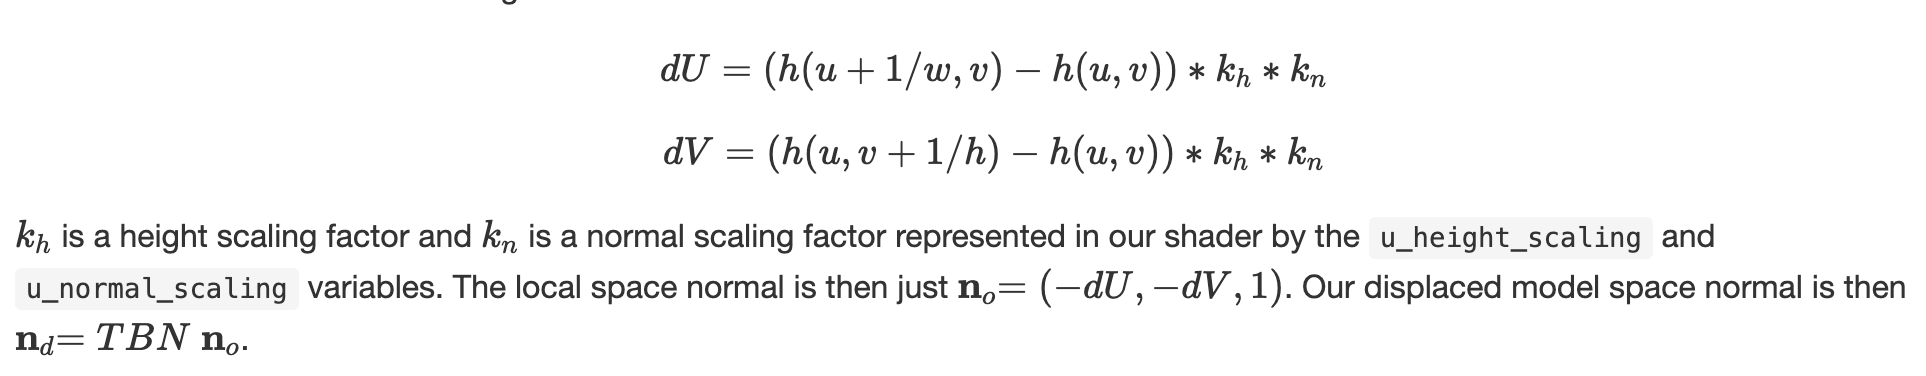 dU = (h(u + 1/w, v) − h(u, v)) * k_h * k_n
dV = (h(u, v + 1/h) − h(u, v)) * k_h * k_n
k_h is a height scaling factor and k_n is a normal scaling factor represented in our shader by the u_height_scaling and
u_normal_scaling variables. The local space normal is then just n_o= (−dU, −dV, 1). Our displaced model space normal is then
n_d= TBN n_o.